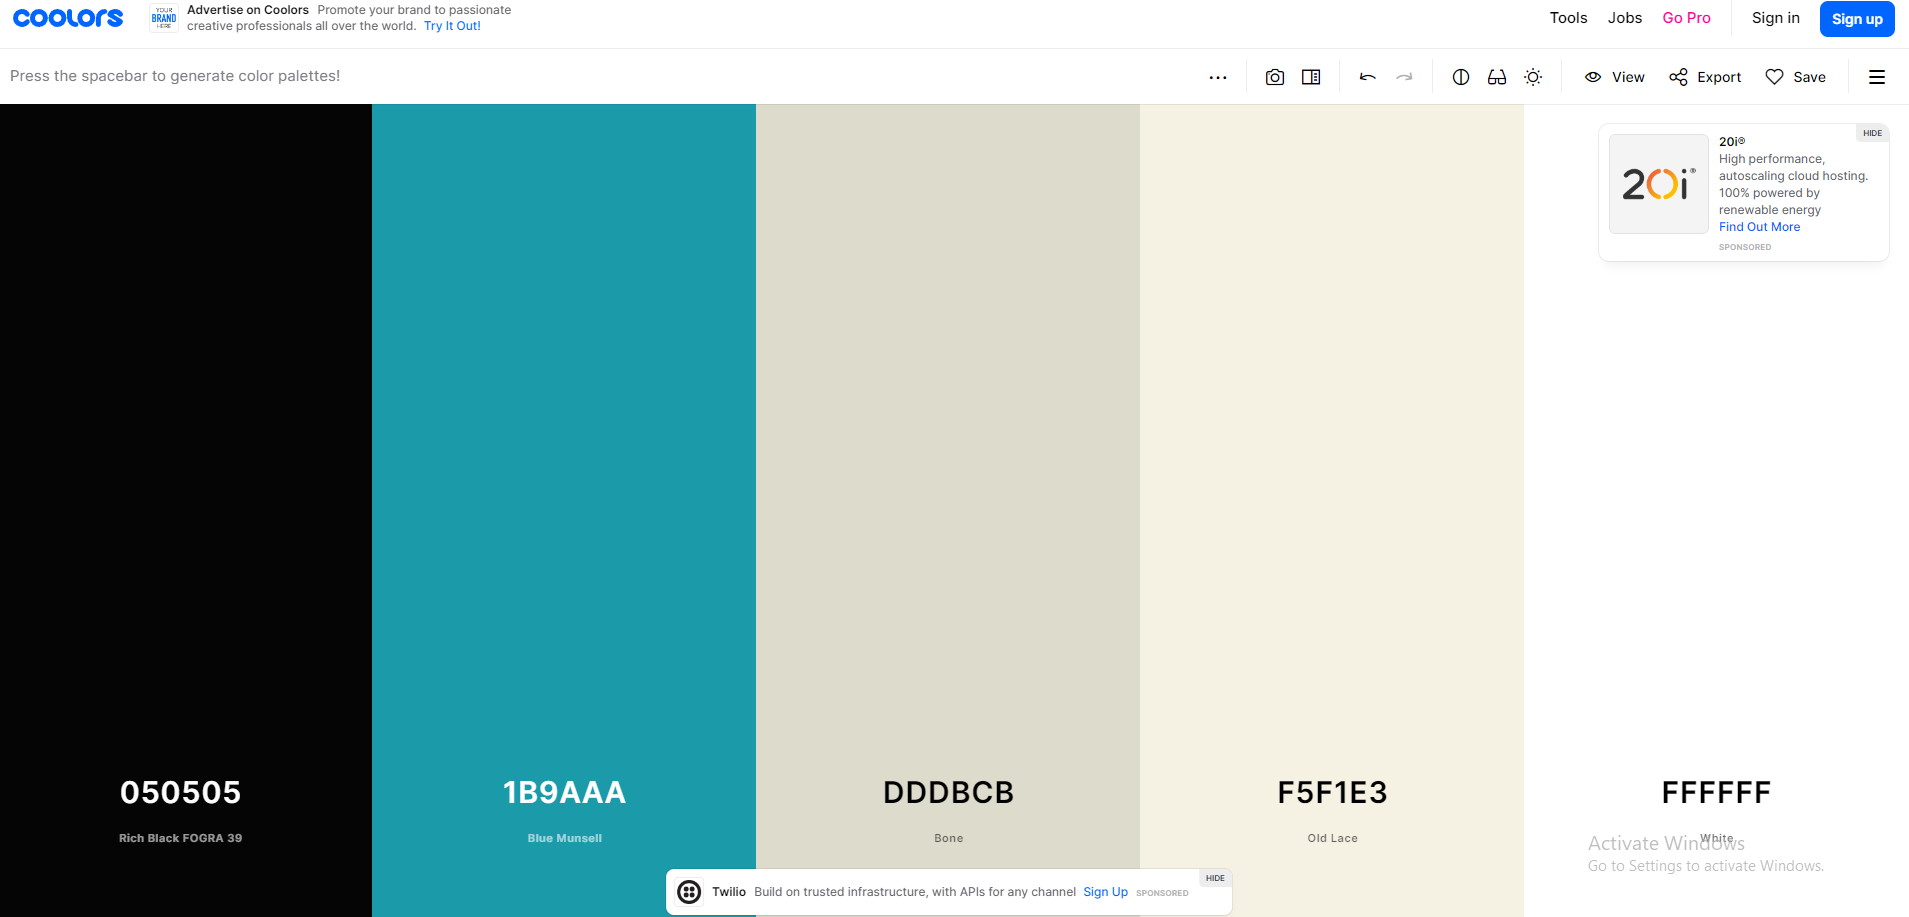 coolors
YOUR
BRAND
HERE
Advertise on Coolors Promote your brand to passionate
creative professionals all over the world. Try It Out!
Tools Jobs Go Pro Sign in Sign up
Press the spacebar to generate color palettes!
View Export Save
HIDE
20i®
20i®
High performance,
autoscaling cloud hosting.
100% powered by
renewable energy
Find Out More
SPONSORED
050505 1B9AAA DDDBCB F5F1E3 FFFFFF
Rich Black FOGRA 39 Blue Munsell Bone Old Lace White
Activate Windows
Go to Settings to activate Windows.
HIDE
Twilio Build on trusted infrastructure, with APIs for any channel Sign Up SPONSORED